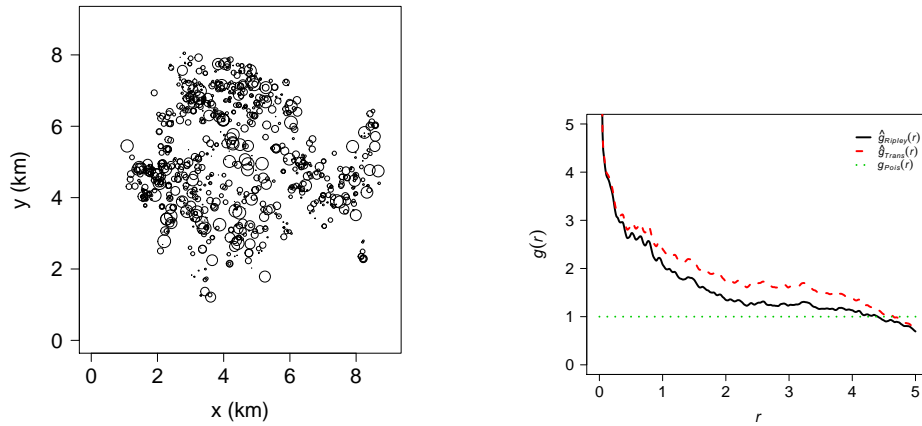 y (km)
8
6
4
2
0
0 2 4 6 8
x (km)
g(r)
5
4
3
2
1
0
ĝRipley(r)
ĝTrans(r)
gPois(r)
0 1 2 3 4 5
r